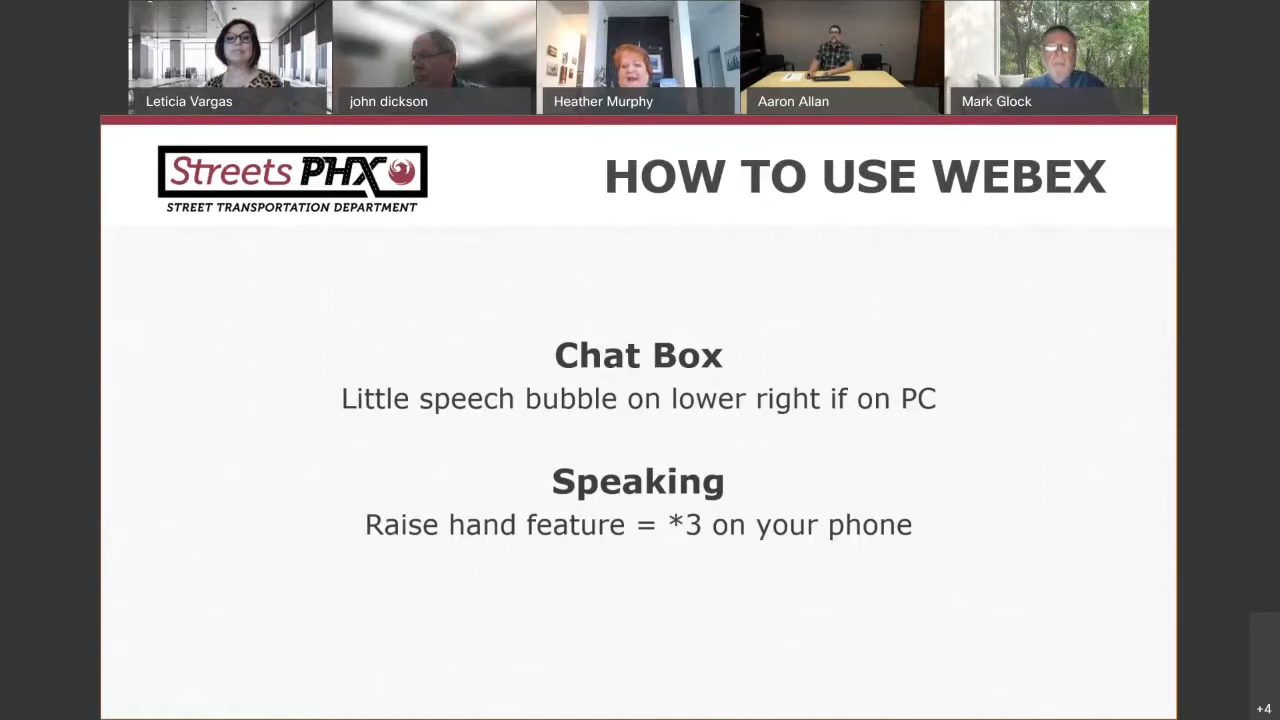 Leticia Vargas
john dickson
Heather Murphy
Aaron Allan
Mark Glock
Streets PHX
STREET TRANSPORTATION DEPARTMENT
HOW TO USE WEBEX
Chat Box
Little speech bubble on lower right if on PC
Speaking
Raise hand feature = *3 on your phone
+4